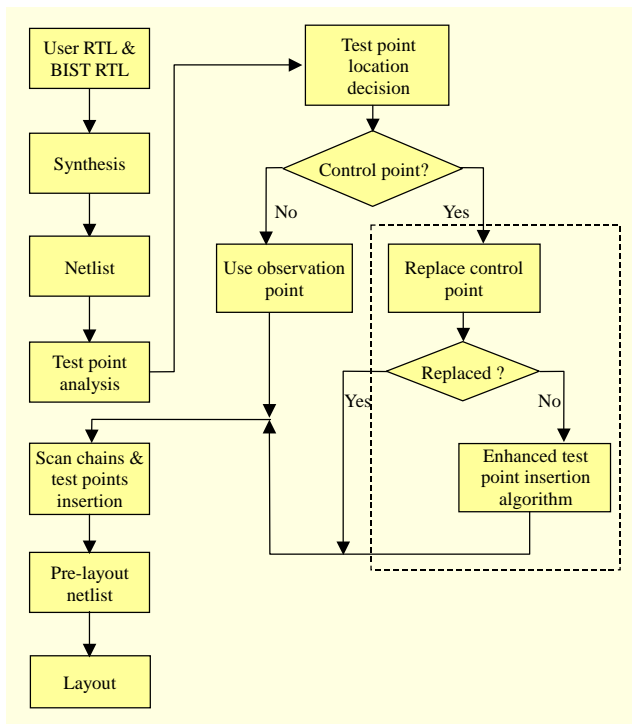 User RTL &
BIST RTL
Synthesis
Netlist
Test point
analysis
Test point
location
decision
Control point?
No
Yes
Use observation
point
Replace control
point
Replaced ?
Yes
No
Enhanced test
point insertion
algorithm
Scan chains &
test points
insertion
Pre-layout
netlist
Layout